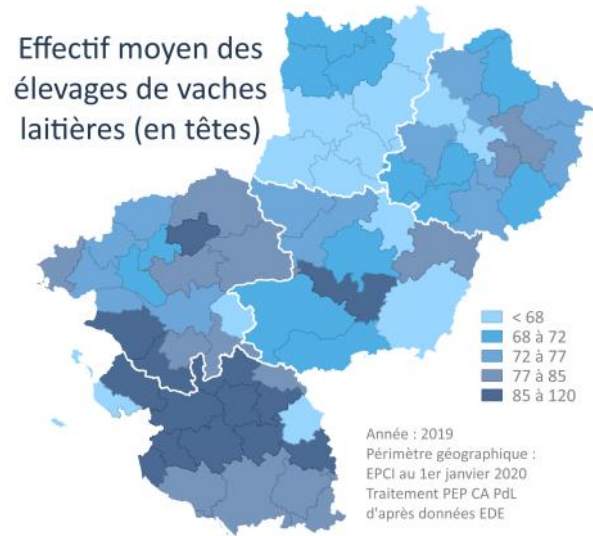 Effectif moyen des
élevages de vaches
laitières (en têtes)
< 68
68 à 72
72 à 77
77 à 85
85 à 120
Année : 2019
Périmètre géographique :
EPCI au 1er janvier 2020
Traitement PEP CA PdL
d'après données EDE